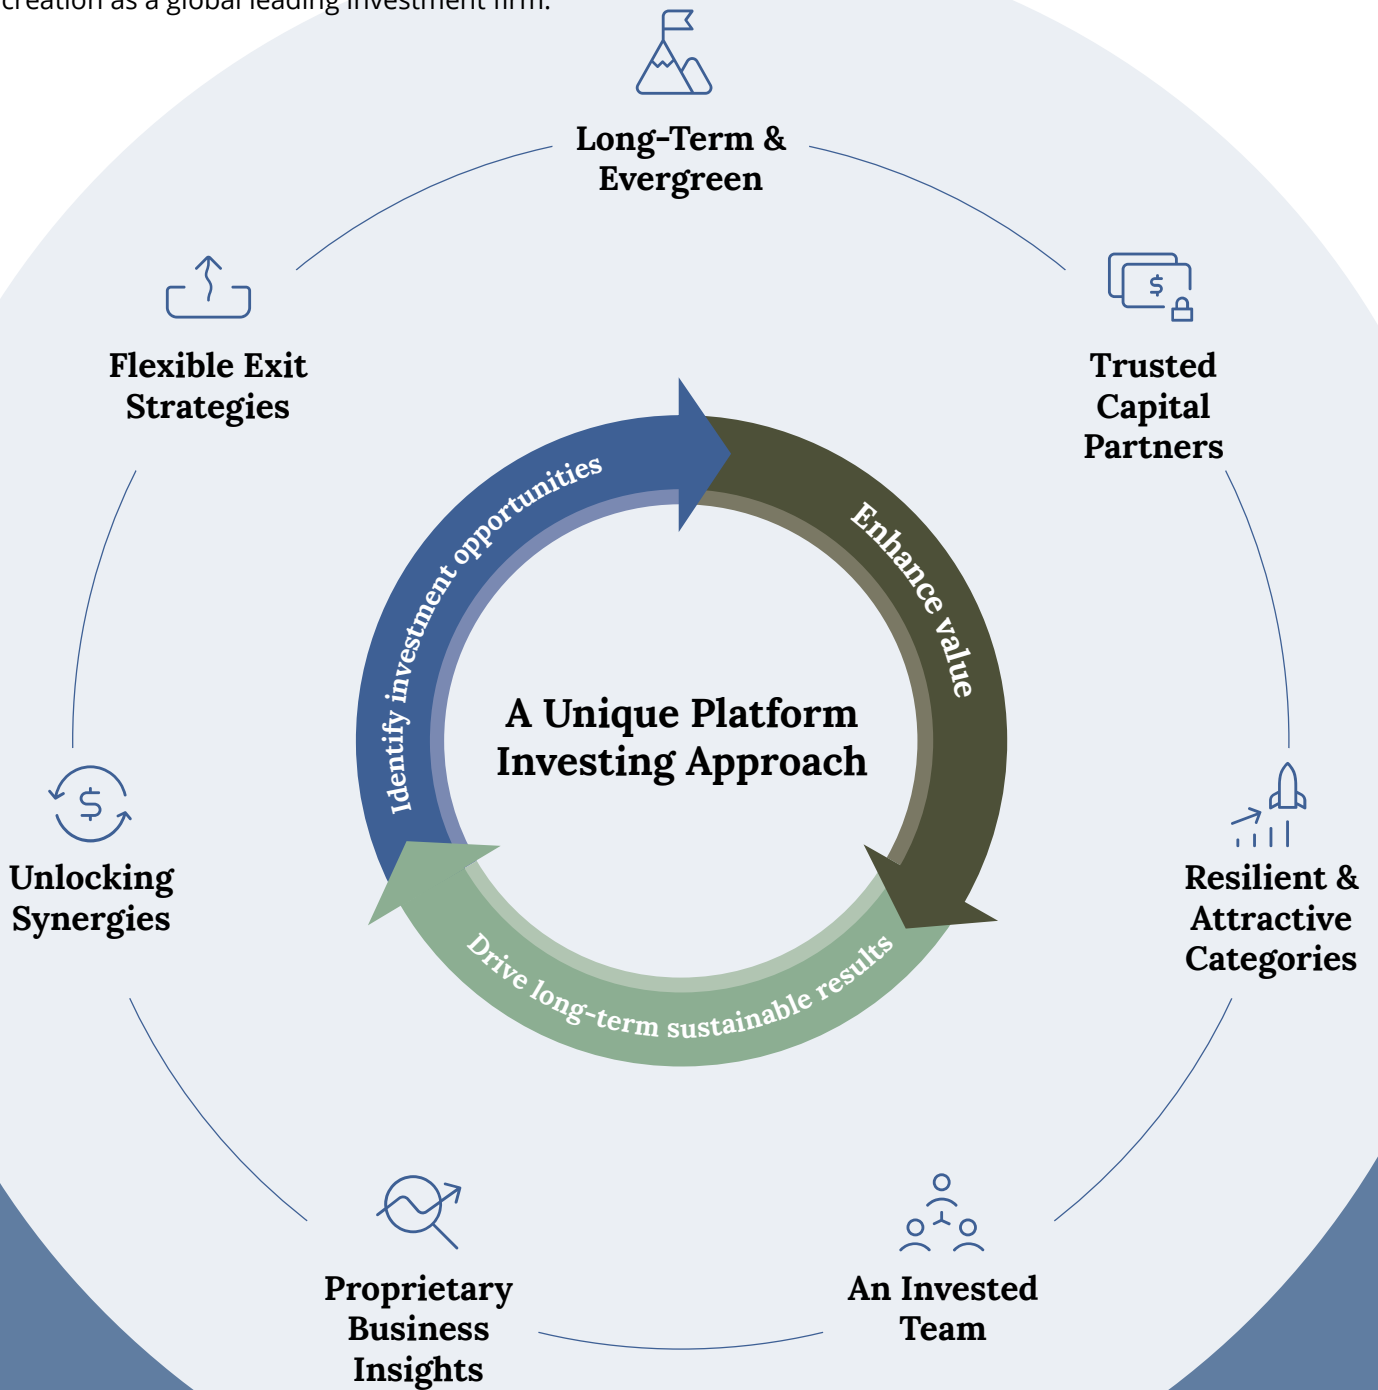 creation as a global leading investment firm.
Long-Term &
Evergreen
Flexible Exit
Strategies
Trusted
Capital
Partners
Identify investment opportunities
Enhance value
A Unique Platform
Investing Approach
Drive long-term sustainable results
Unlocking
Synergies
Resilient &
Attractive
Categories
Proprietary
Business
Insights
An Invested
Team